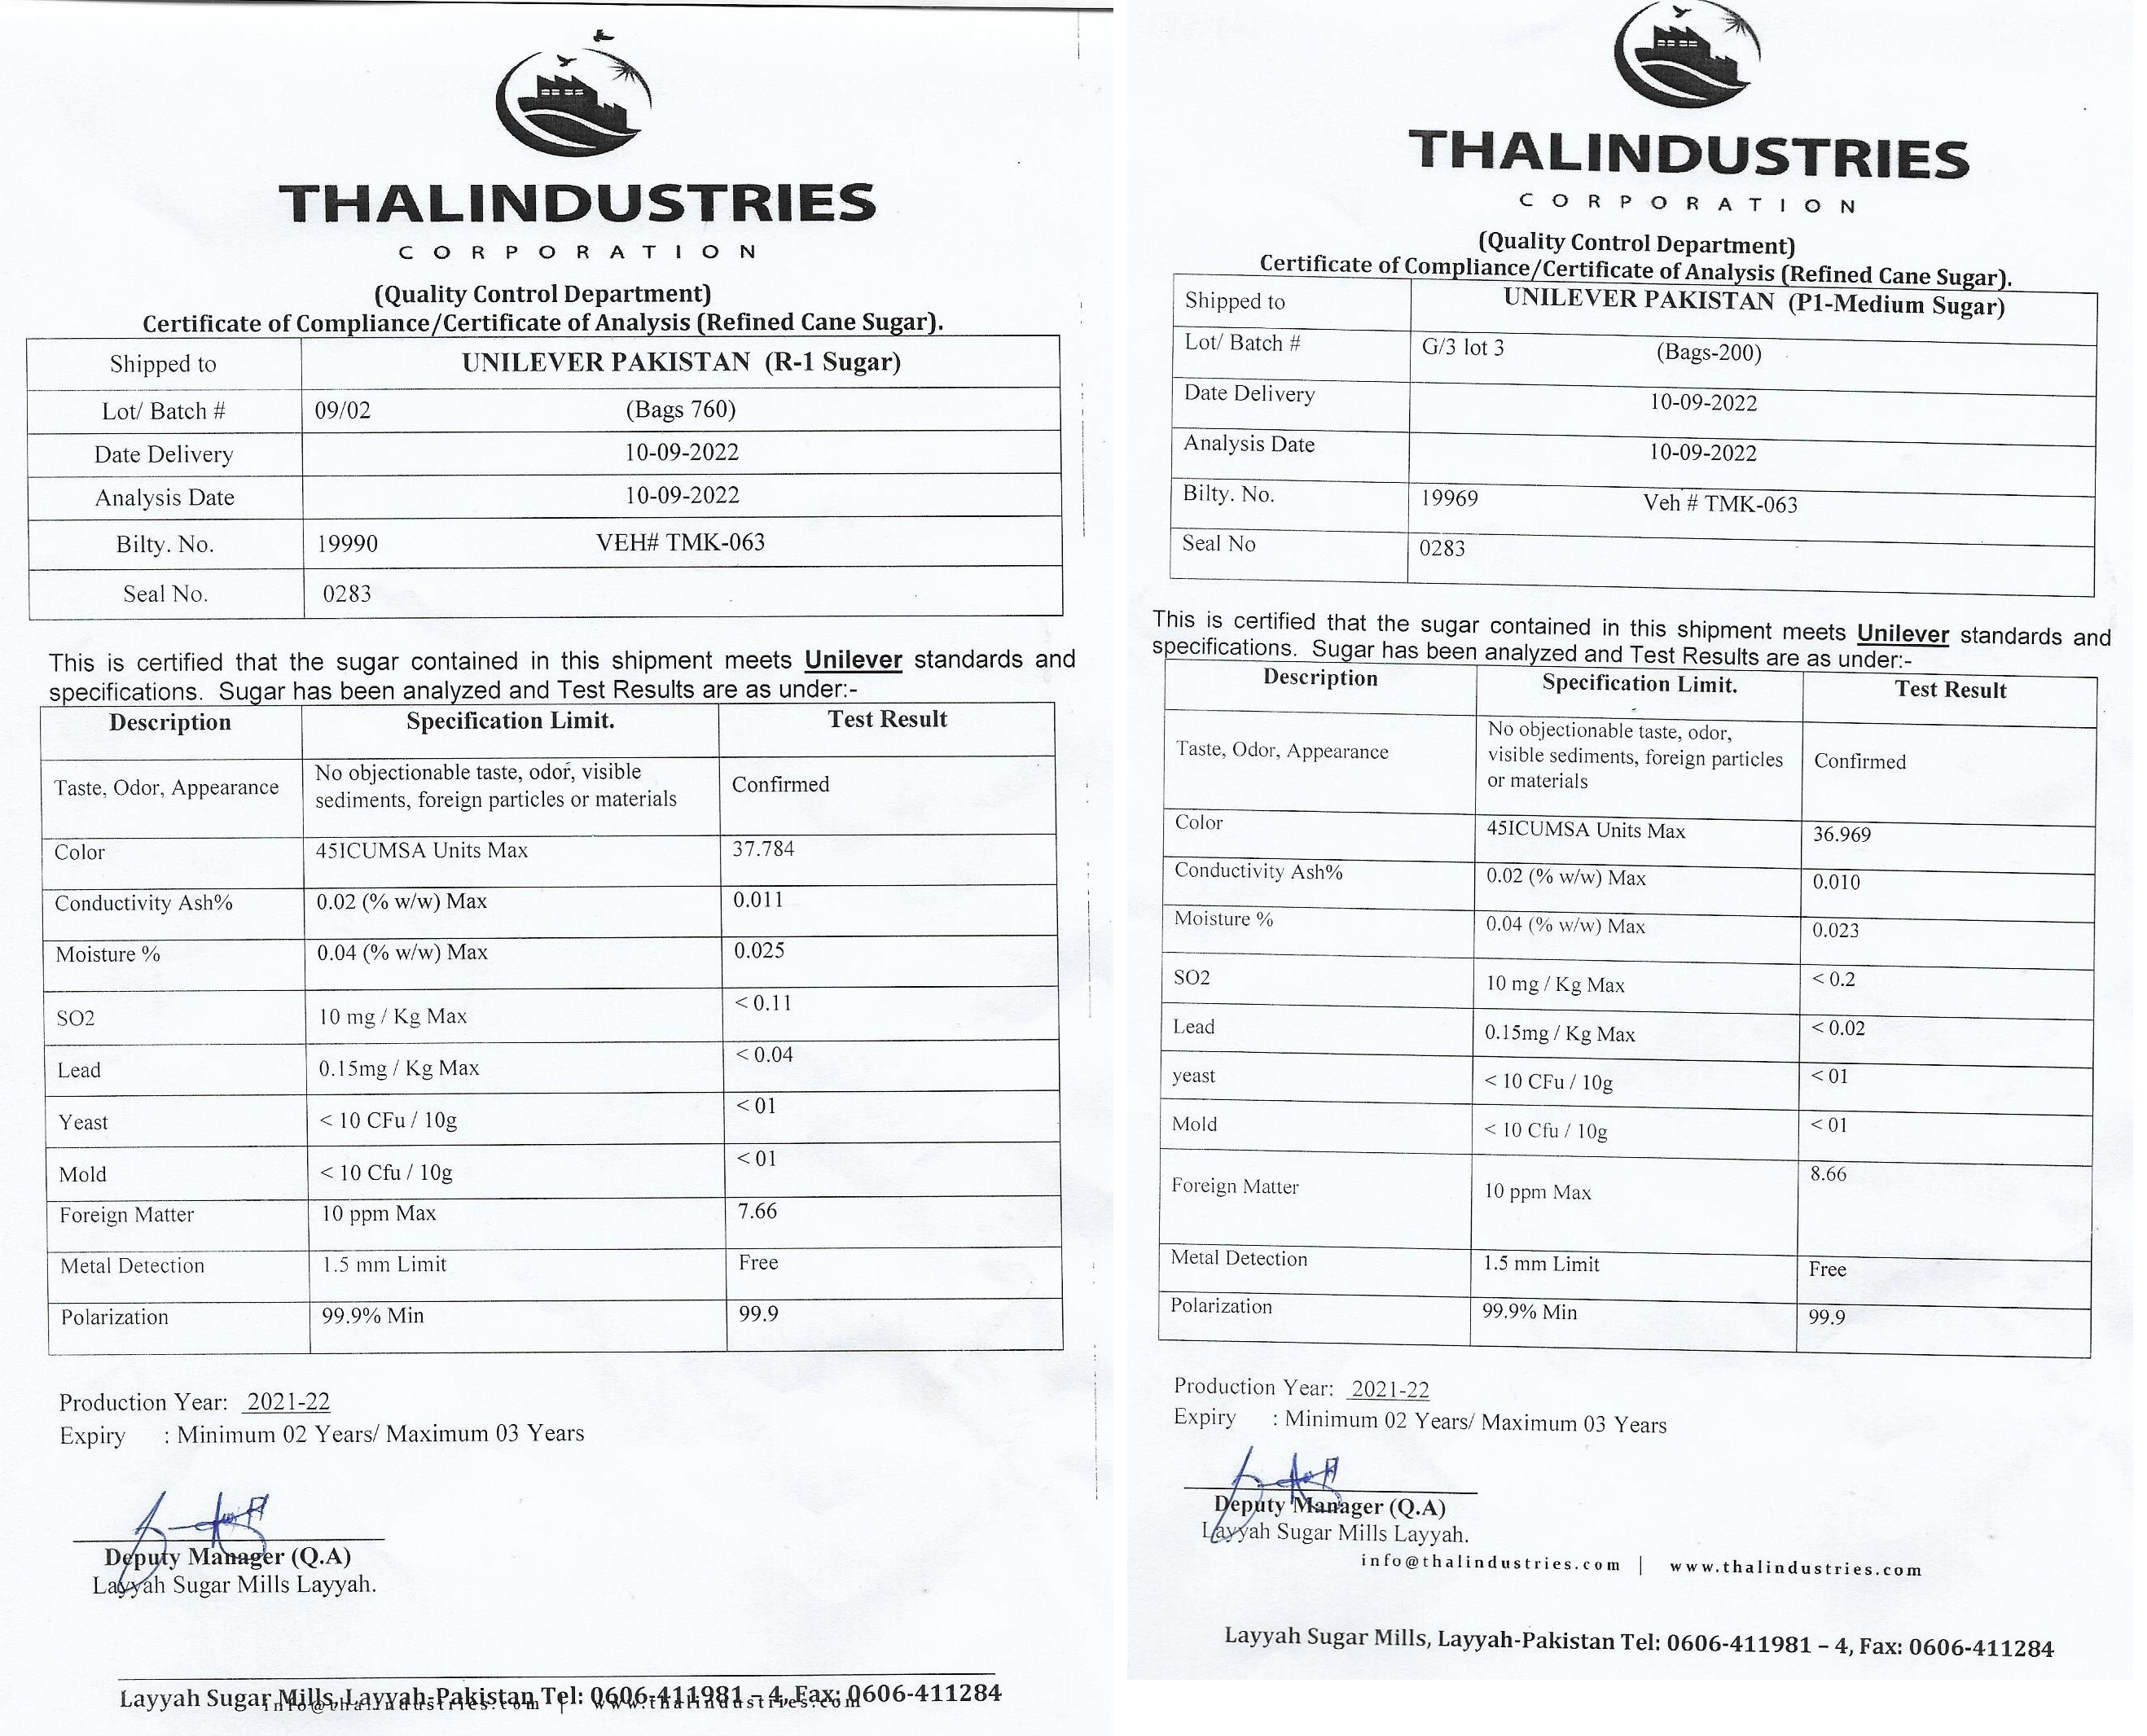 THALINDUSTRIES
CORPORATION
(Quality Control Department)
Certificate of Compliance/Certificate of Analysis (Refined Cane Sugar).
Shipped to UNILEVER PAKISTAN (R-1 Sugar)
Lot/ Batch # 09/02 (Bags 760)
Date Delivery 10-09-2022
Analysis Date 10-09-2022
Bilty. No. 19990 VEH# TMK-063
Seal No. 0283
This is certified that the sugar contained in this shipment meets Unilever standards and
specifications. Sugar has been analyzed and Test Results are as under:-
Description Specification Limit. Test Result
Taste, Odor, Appearance No objectionable taste, odor, visible
sediments, foreign particles or materials Confirmed
Color 45ICUMSA Units Max 37.784
Conductivity Ash% 0.02 (% w/w) Max 0.011
Moisture % 0.04 (% w/w) Max 0.025
SO2 10 mg / Kg Max < 0.11
Lead 0.15mg / Kg Max < 0.04
Yeast < 10 CFu / 10g < 01
Mold < 10 Cfu / 10g < 01
Foreign Matter 10 ppm Max 7.66
Metal Detection 1.5 mm Limit Free
Polarization 99.9% Min 99.9
Production Year: 2021-22
Expiry : Minimum 02 Years/ Maximum 03 Years
Deputy Manager (Q.A)
Layyah Sugar Mills Layyah.
Layyah Sugar Mills, Layyah-Pakistan Tel: 0606-411981 – 4, Fax: 0606-411284
info@thalindustries.com | www.thalindustries.com
THALINDUSTRIES
CORPORATION
(Quality Control Department)
Certificate of Compliance/Certificate of Analysis (Refined Cane Sugar).
Shipped to UNILEVER PAKISTAN (P1-Medium Sugar)
Lot/ Batch # G/3 lot 3 (Bags-200)
Date Delivery 10-09-2022
Analysis Date 10-09-2022
Bilty. No. 19969 Veh # TMK-063
Seal No 0283
This is certified that the sugar contained in this shipment meets Unilever standards and
specifications. Sugar has been analyzed and Test Results are as under:-
Description Specification Limit. Test Result
Taste, Odor, Appearance No objectionable taste, odor,
visible sediments, foreign particles
or materials Confirmed
Color 45ICUMSA Units Max 36.969
Conductivity Ash% 0.02 (% w/w) Max 0.010
Moisture % 0.04 (% w/w) Max 0.023
SO2 10 mg / Kg Max < 0.2
Lead 0.15mg / Kg Max < 0.02
yeast < 10 CFu / 10g < 01
Mold < 10 Cfu / 10g < 01
Foreign Matter 10 ppm Max 8.66
Metal Detection 1.5 mm Limit Free
Polarization 99.9% Min 99.9
Production Year: 2021-22
Expiry : Minimum 02 Years/ Maximum 03 Years
Deputy Manager (Q.A)
Layyah Sugar Mills Layyah.
info@thalindustries.com | www.thalindustries.com
Layyah Sugar Mills, Layyah-Pakistan Tel: 0606-411981 – 4, Fax: 0606-411284